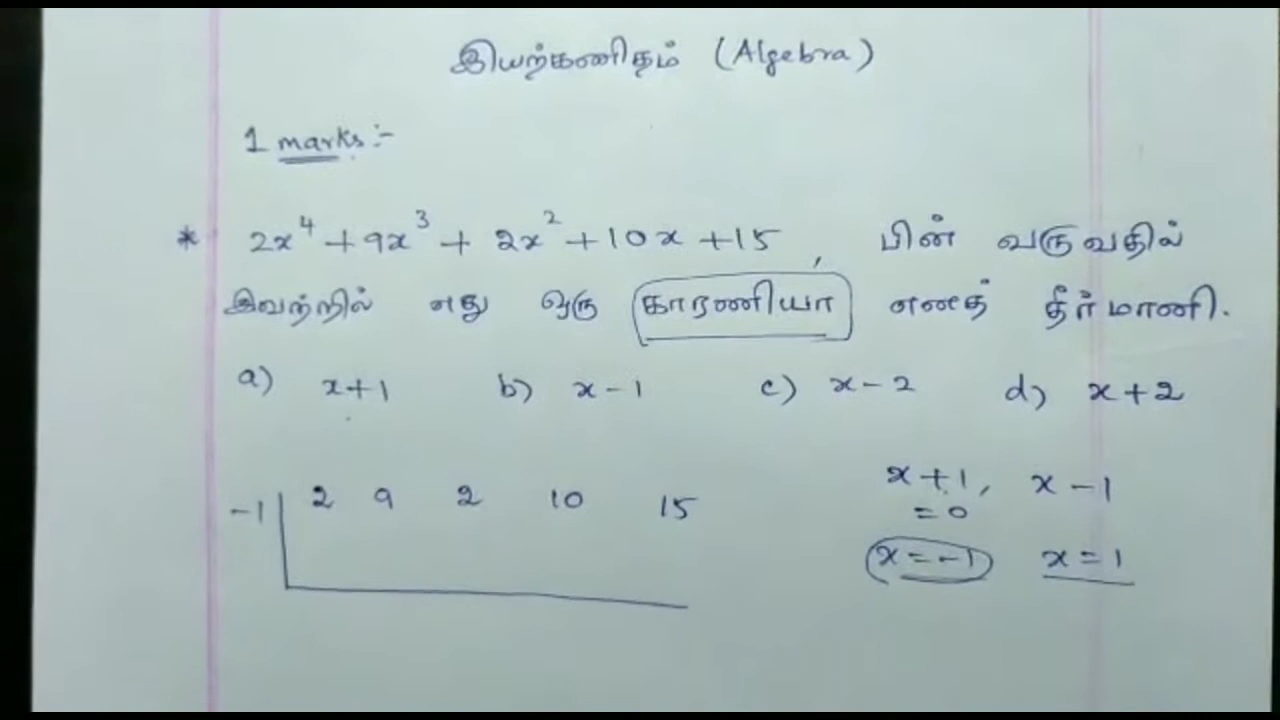 இயற்கணிதம் (Algebra)
1 marks :-
* 2x⁴ + 9x³ + 2x² + 10x + 15, பின் வருவதில்
இவற்றில் எது ஒரு காரணியா எனத் தீர்மாணி.
a) x+1 b) x-1 c) x-2 d) x+2
x+1, x-1
-1 2 9 2 10 15
=0
x=-1 x=1